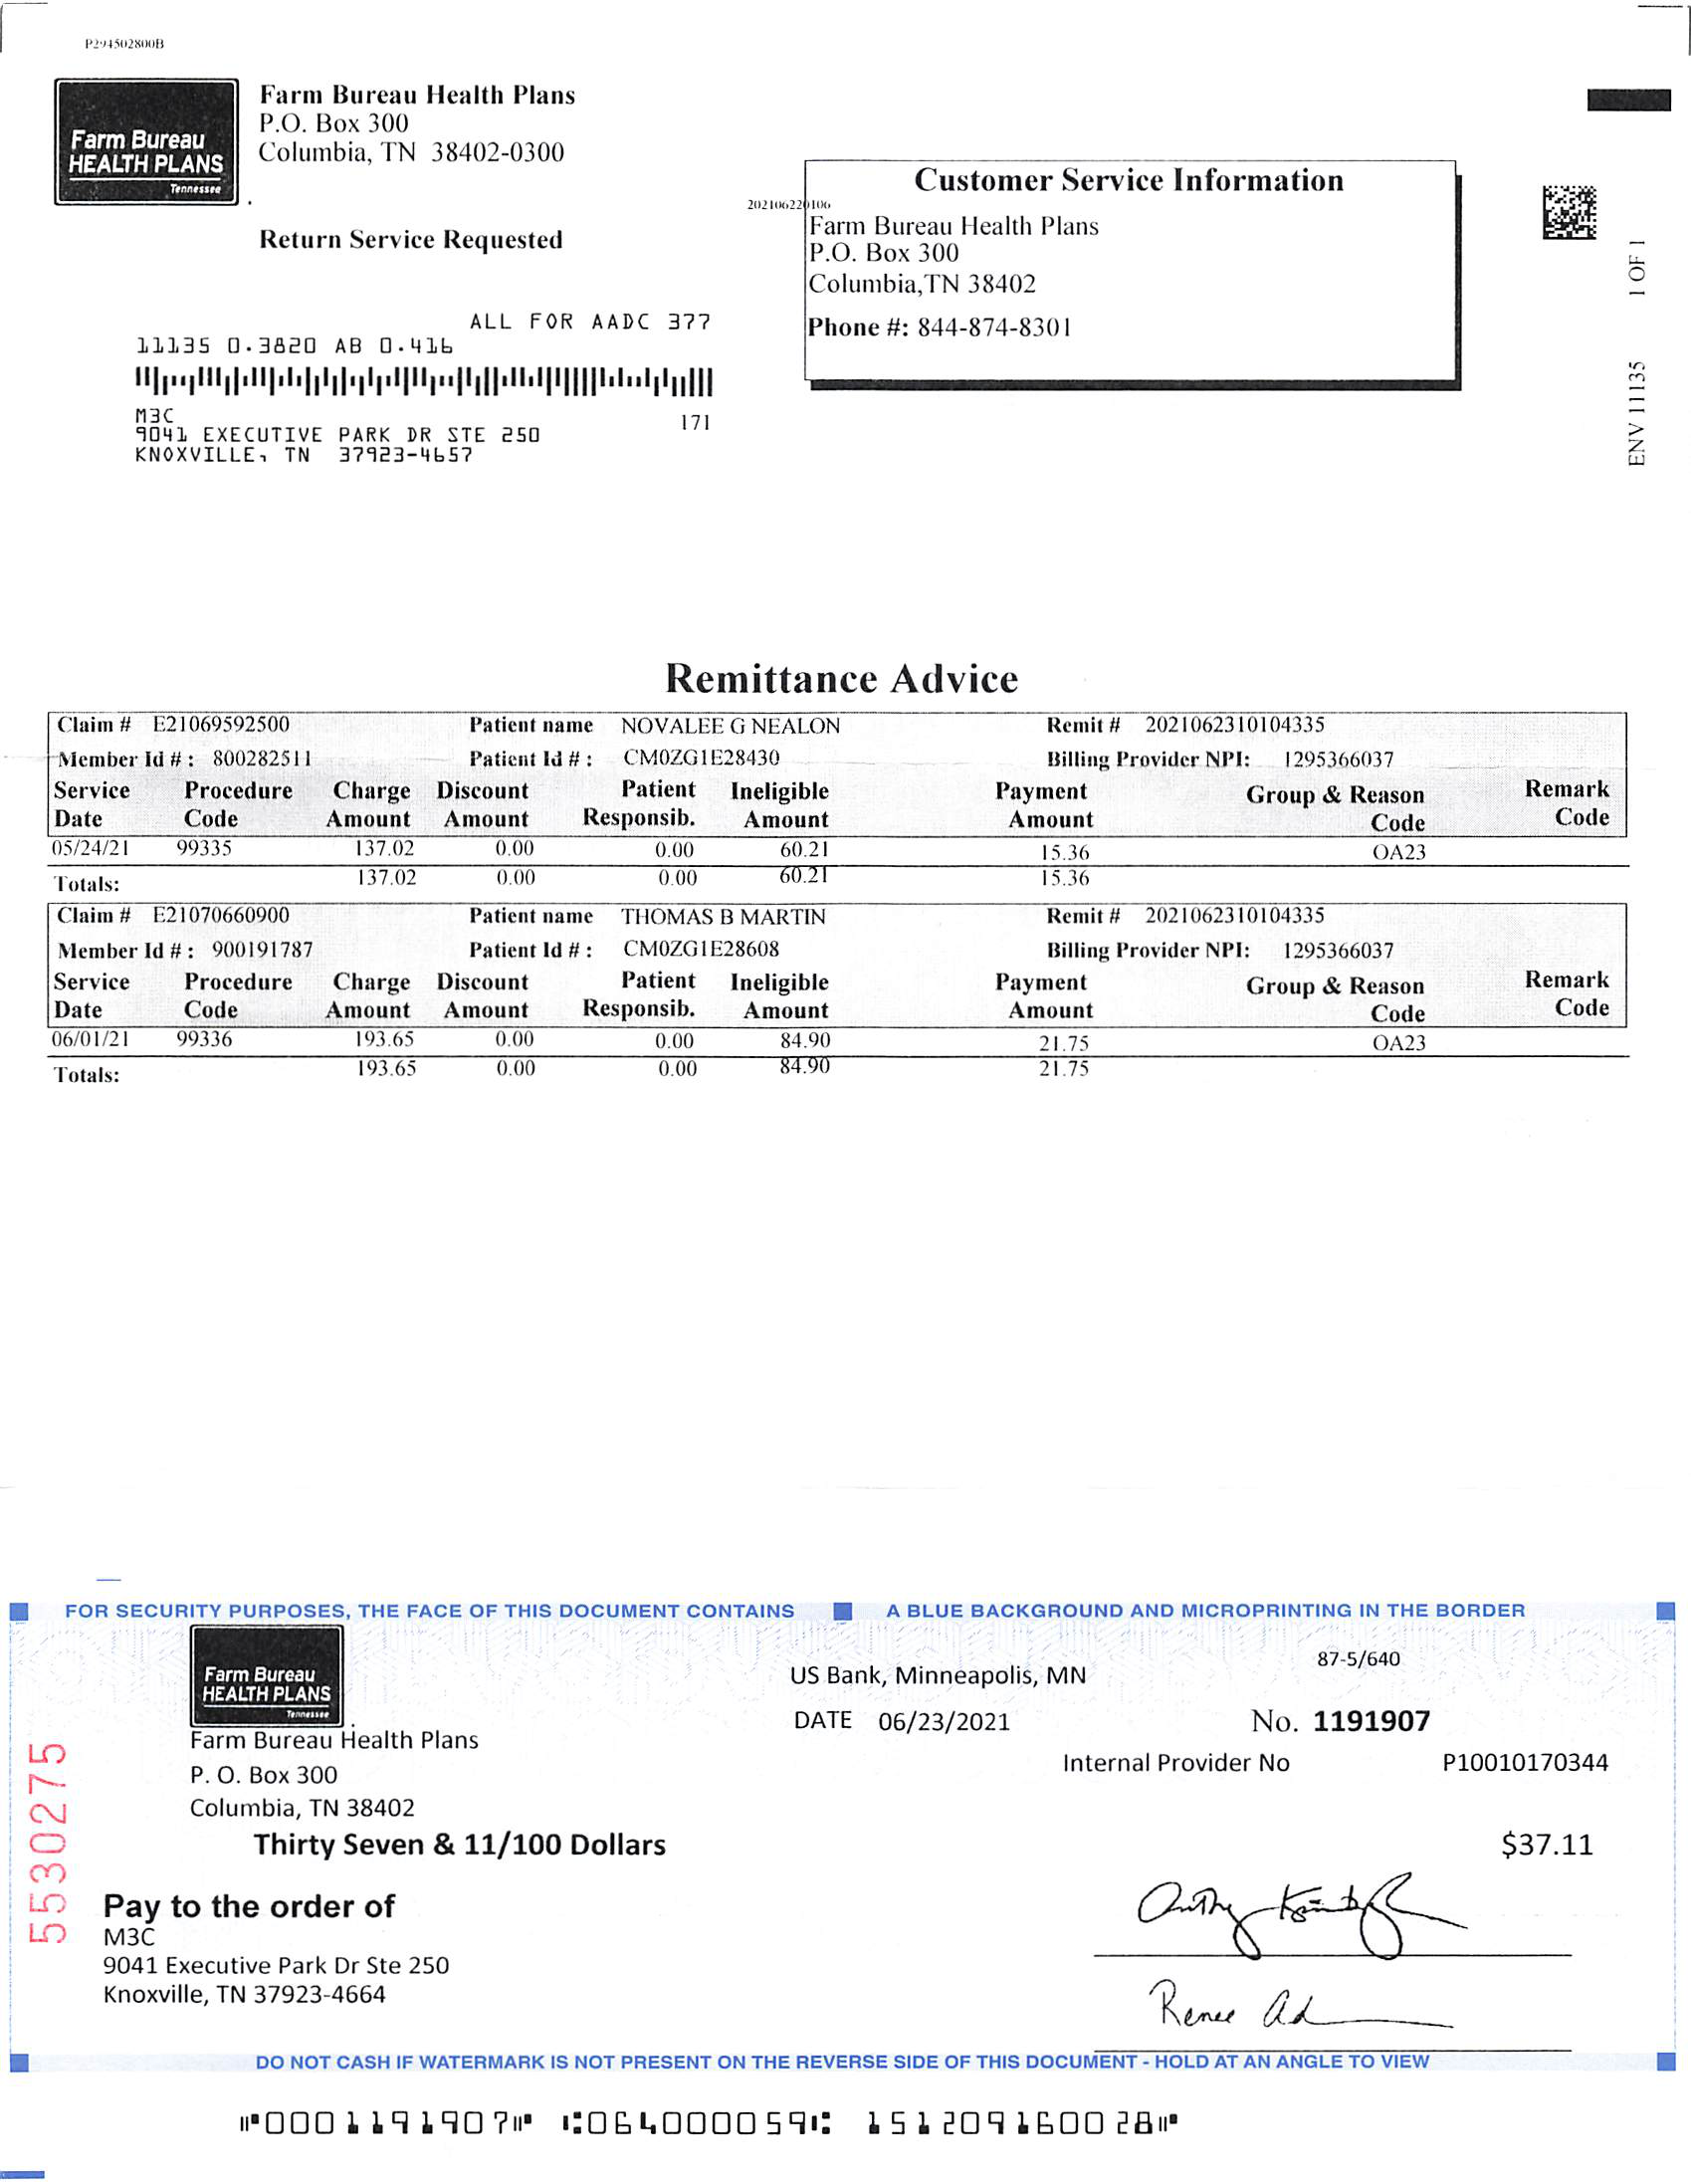 P294502800B
Farm Bureau
HEALTH PLANS
Tennessee
Farm Bureau Health Plans
P.O. Box 300
Columbia, TN 38402-0300
Return Service Requested
202106220106
Customer Service Information
Farm Bureau Health Plans
P.O. Box 300
Columbia,TN 38402
Phone #: 844-874-8301
ENV 11135 1 OF 1
ALL FOR AADC 377
11135 0.3820 AB 0.416
M3C 171
9041 EXECUTIVE PARK DR STE 250
KNOXVILLE, TN 37923-4657
Remittance Advice
Claim # E21069592500 Patient name NOVALEE G NEALON Remit # 2021062310104335
Member Id # : 800282511 Patient Id # : CM0ZG1E28430 Billing Provider NPI: 1295366037
Service Procedure Charge Discount Patient Ineligible Payment Group & Reason Remark
Date Code Amount Amount Responsib. Amount Amount Code Code
05/24/21 99335 137.02 0.00 0.00 60.21 15.36 OA23
Totals: 137.02 0.00 0.00 60.21 15.36
Claim # E21070660900 Patient name THOMAS B MARTIN Remit # 2021062310104335
Member Id # : 900191787 Patient Id # : CM0ZG1E28608 Billing Provider NPI: 1295366037
Service Procedure Charge Discount Patient Ineligible Payment Group & Reason Remark
Date Code Amount Amount Responsib. Amount Amount Code Code
06/01/21 99336 193.65 0.00 0.00 84.90 21.75 OA23
Totals: 193.65 0.00 0.00 84.90 21.75
FOR SECURITY PURPOSES, THE FACE OF THIS DOCUMENT CONTAINS A BLUE BACKGROUND AND MICROPRINTING IN THE BORDER
Farm Bureau
HEALTH PLANS
Tennessee
Farm Bureau Health Plans
P. O. Box 300
Columbia, TN 38402
US Bank, Minneapolis, MN 87-5/640
DATE 06/23/2021 No. 1191907
Internal Provider No P10010170344
5530275
Thirty Seven & 11/100 Dollars $37.11
Pay to the order of
M3C
9041 Executive Park Dr Ste 250
Knoxville, TN 37923-4664
Renee
DO NOT CASH IF WATERMARK IS NOT PRESENT ON THE REVERSE SIDE OF THIS DOCUMENT - HOLD AT AN ANGLE TO VIEW
⑈0001191907⑈ ⑆064000059⑆ 151209160028⑈